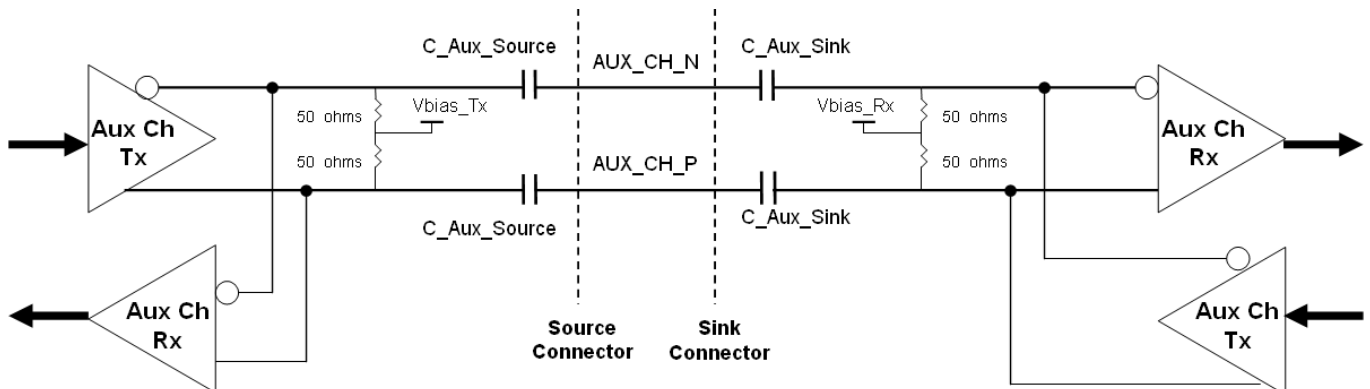 C_Aux_Source
C_Aux_Sink
AUX_CH_N
Aux Ch
Tx
50 ohms
50 ohms
Vbias_Tx
Vbias_Rx
50 ohms
50 ohms
Aux Ch
Rx
AUX_CH_P
C_Aux_Source
C_Aux_Sink
Aux Ch
Rx
Source
Connector
Sink
Connector
Aux Ch
Tx